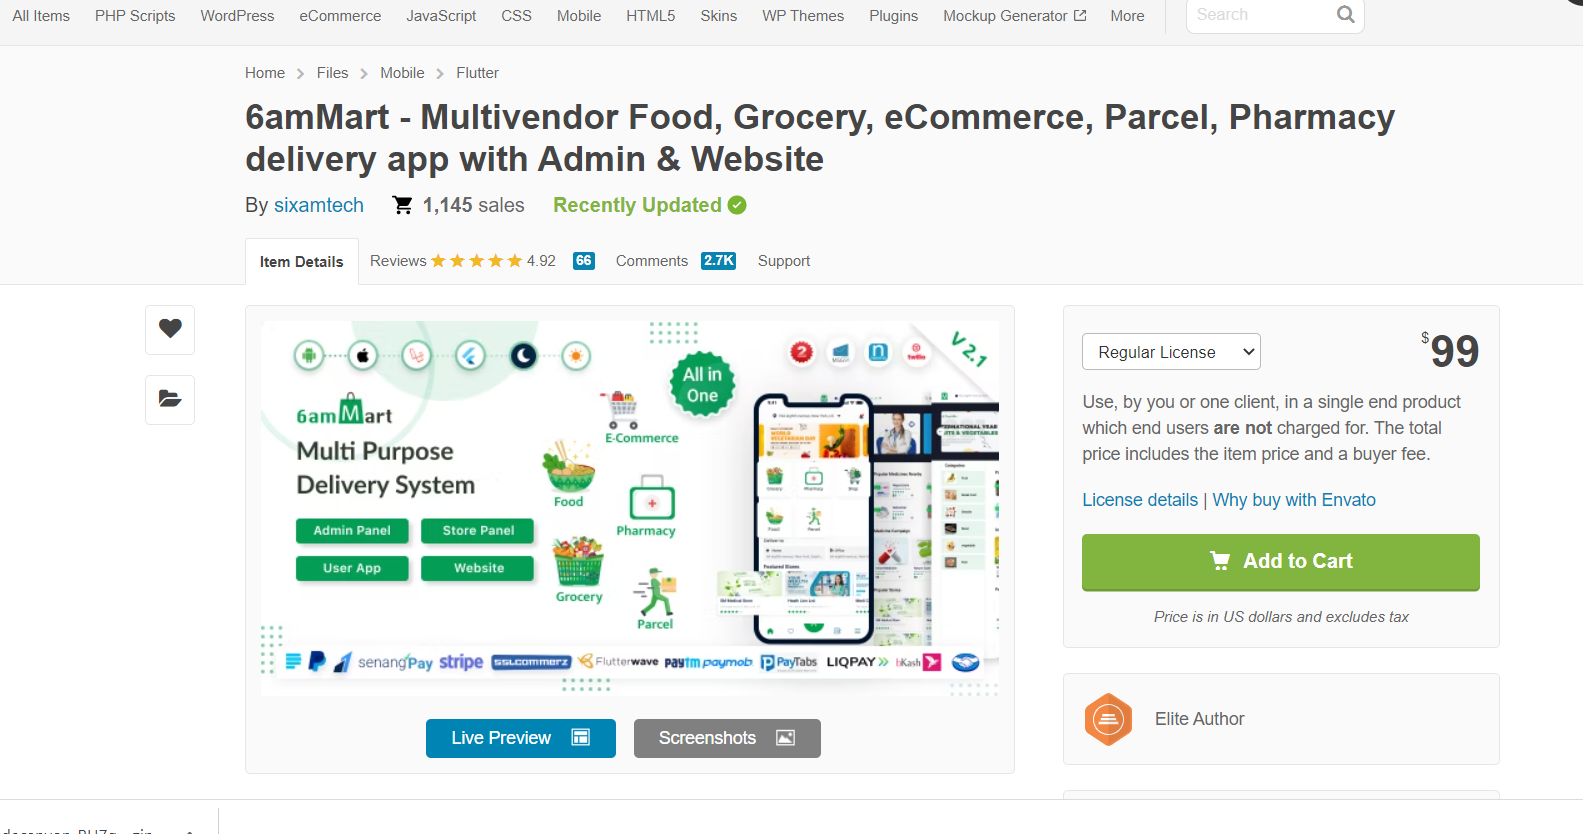 All Items PHP Scripts WordPress eCommerce JavaScript CSS Mobile HTML5 Skins WP Themes Plugins Mockup Generator More Search
Home Files Mobile Flutter
6amMart - Multivendor Food, Grocery, eCommerce, Parcel, Pharmacy
delivery app with Admin & Website
By sixamtech 1,145 sales Recently Updated
Item Details Reviews 4.92 66 Comments 2.7K Support
V 2.1
All in
One
6amMart
Multi Purpose
Delivery System
Admin Panel Store Panel
User App Website
E-Commerce
Food
Pharmacy
Grocery
Parcel
senangPay stripe SSLCOMMERZ Flutterwave paytm paymob PayTabs LIQPAY bKash
Live Preview Screenshots
Regular License $99
Use, by you or one client, in a single end product
which end users are not charged for. The total
price includes the item price and a buyer fee.
License details | Why buy with Envato
Add to Cart
Price is in US dollars and excludes tax
Elite Author